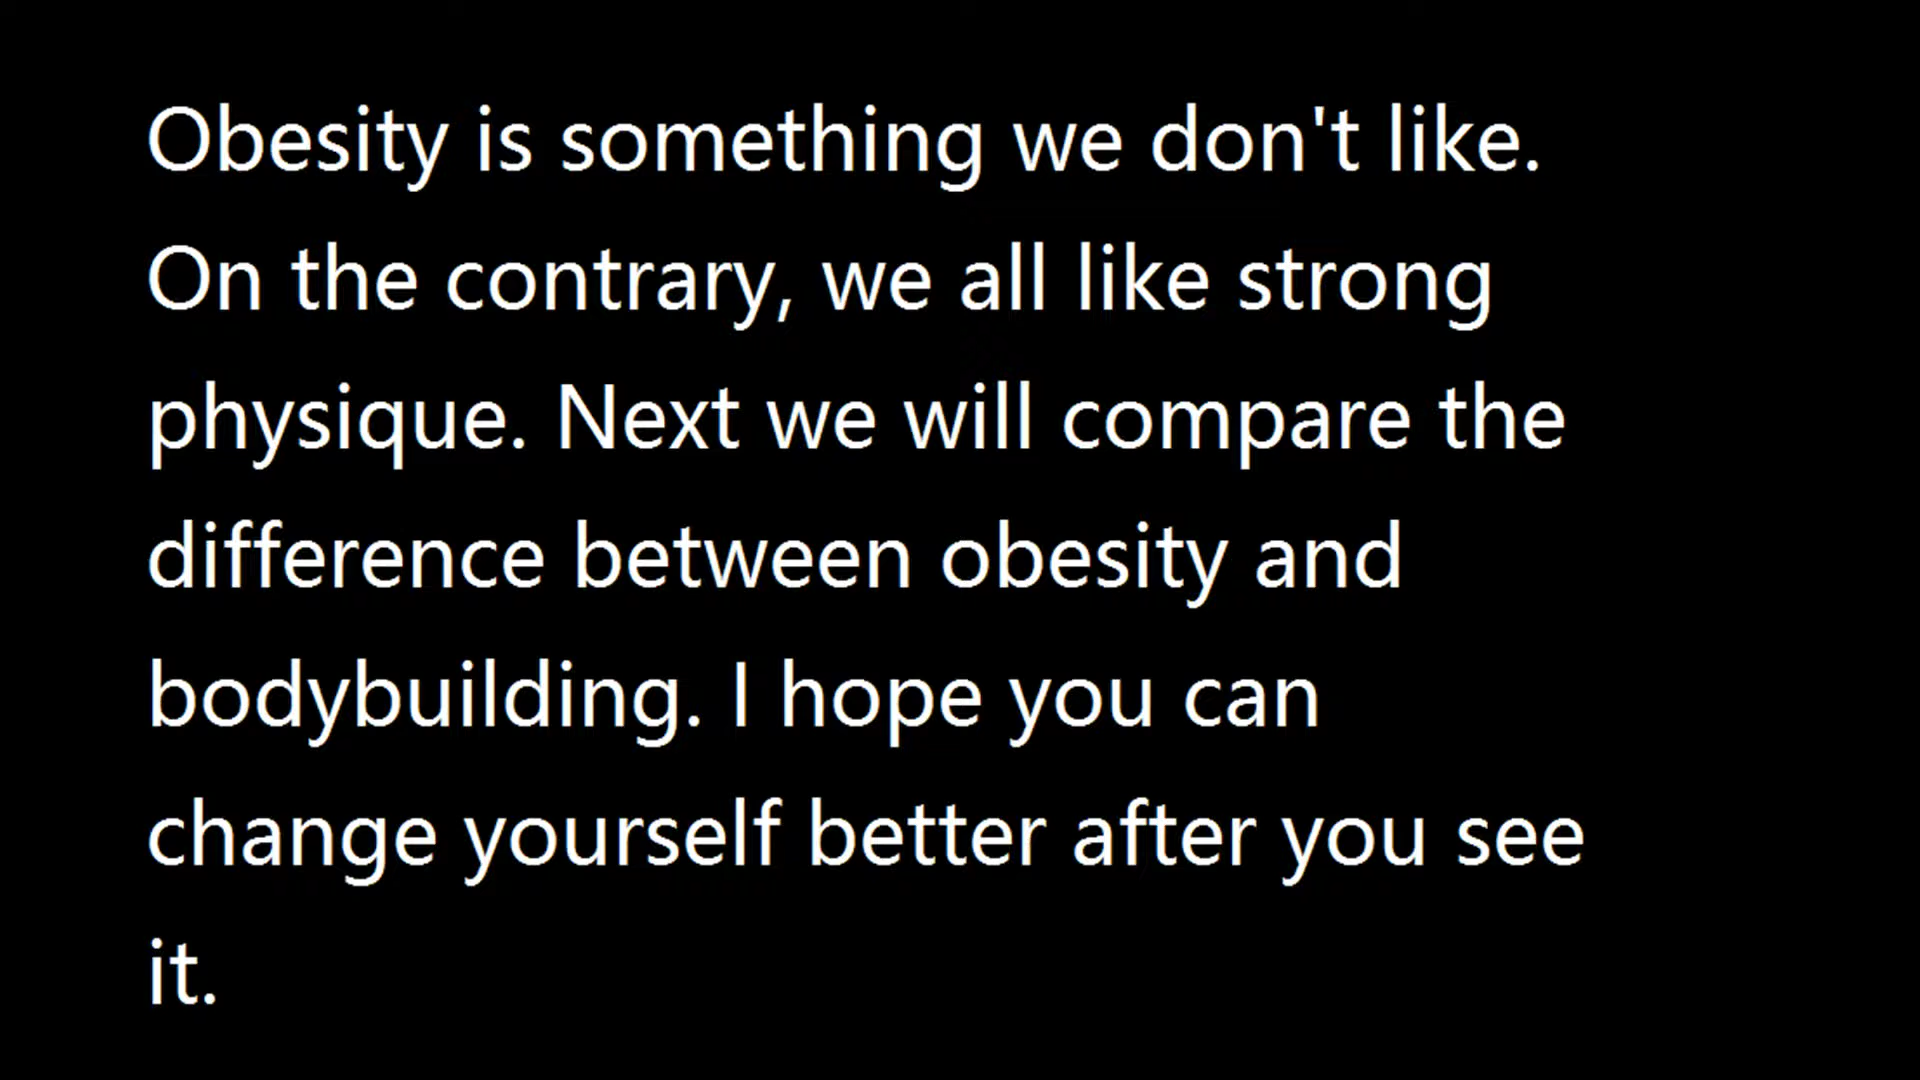 Obesity is something we don't like.
On the contrary, we all like strong
physique. Next we will compare the
difference between obesity and
bodybuilding. I hope you can
change yourself better after you see
it.